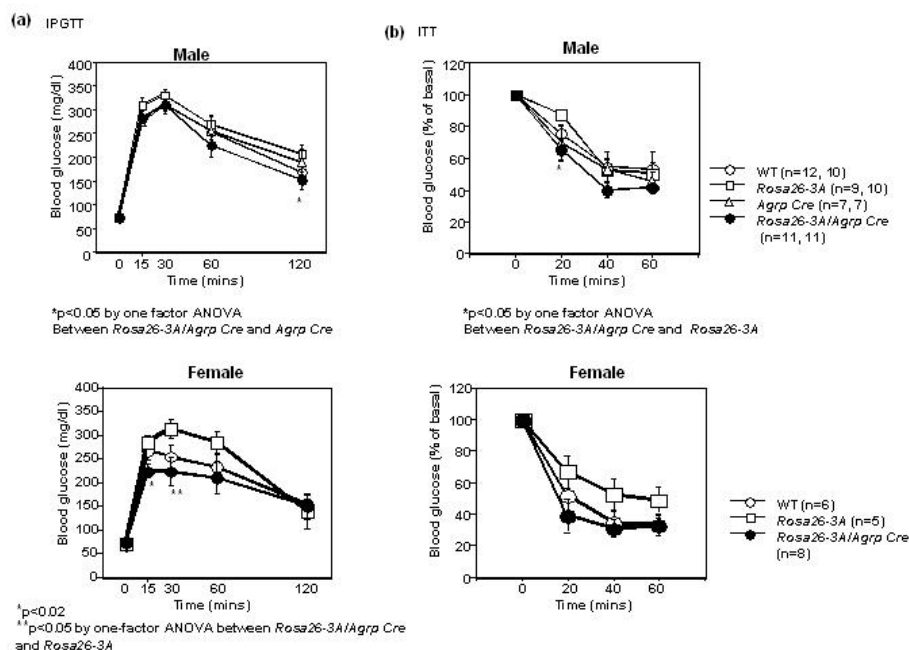 (a) IPGTT
Male
Blood glucose (mg/dl)
400
350
300
250
200
150
100
50
0
0 15 30 60 120
Time (mins)
*
*p<0.05 by one factor ANOVA
Between Rosa26-3A/Agrp Cre and Agrp Cre
(b) ITT
Male
Blood glucose (% of basal)
120
100
80
60
40
20
0
0 20 40 60
Time (mins)
*
WT (n=12, 10)
Rosa26-3A (n=9, 10)
Agrp Cre (n=7, 7)
Rosa26-3A/Agrp Cre
(n=11, 11)
*p<0.05 by one factor ANOVA
Between Rosa26-3A/Agrp Cre and Rosa26-3A
Female
Blood glucose (mg/dl)
400
350
300
250
200
150
100
50
0
0 15 30 60 120
Time (mins)
*
**
*p<0.02
**p<0.05 by one-factor ANOVA between Rosa26-3A/Agrp Cre
and Rosa26-3A
Female
Blood glucose (% of basal)
120
100
80
60
40
20
0
0 20 40 60
Time (mins)
WT (n=6)
Rosa26-3A (n=5)
Rosa26-3A/Agrp Cre
(n=8)